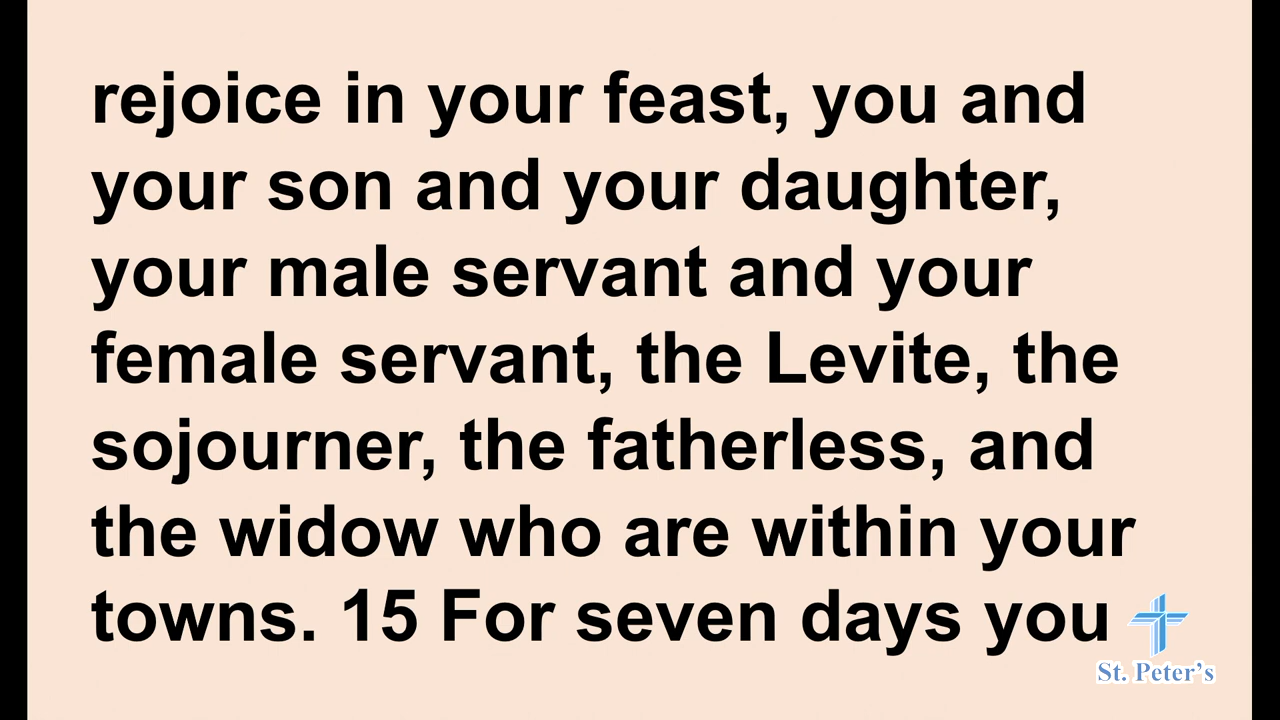 rejoice in your feast, you and
your son and your daughter,
your male servant and your
female servant, the Levite, the
sojourner, the fatherless, and
the widow who are within your
towns. 15 For seven days you
St. Peter’s